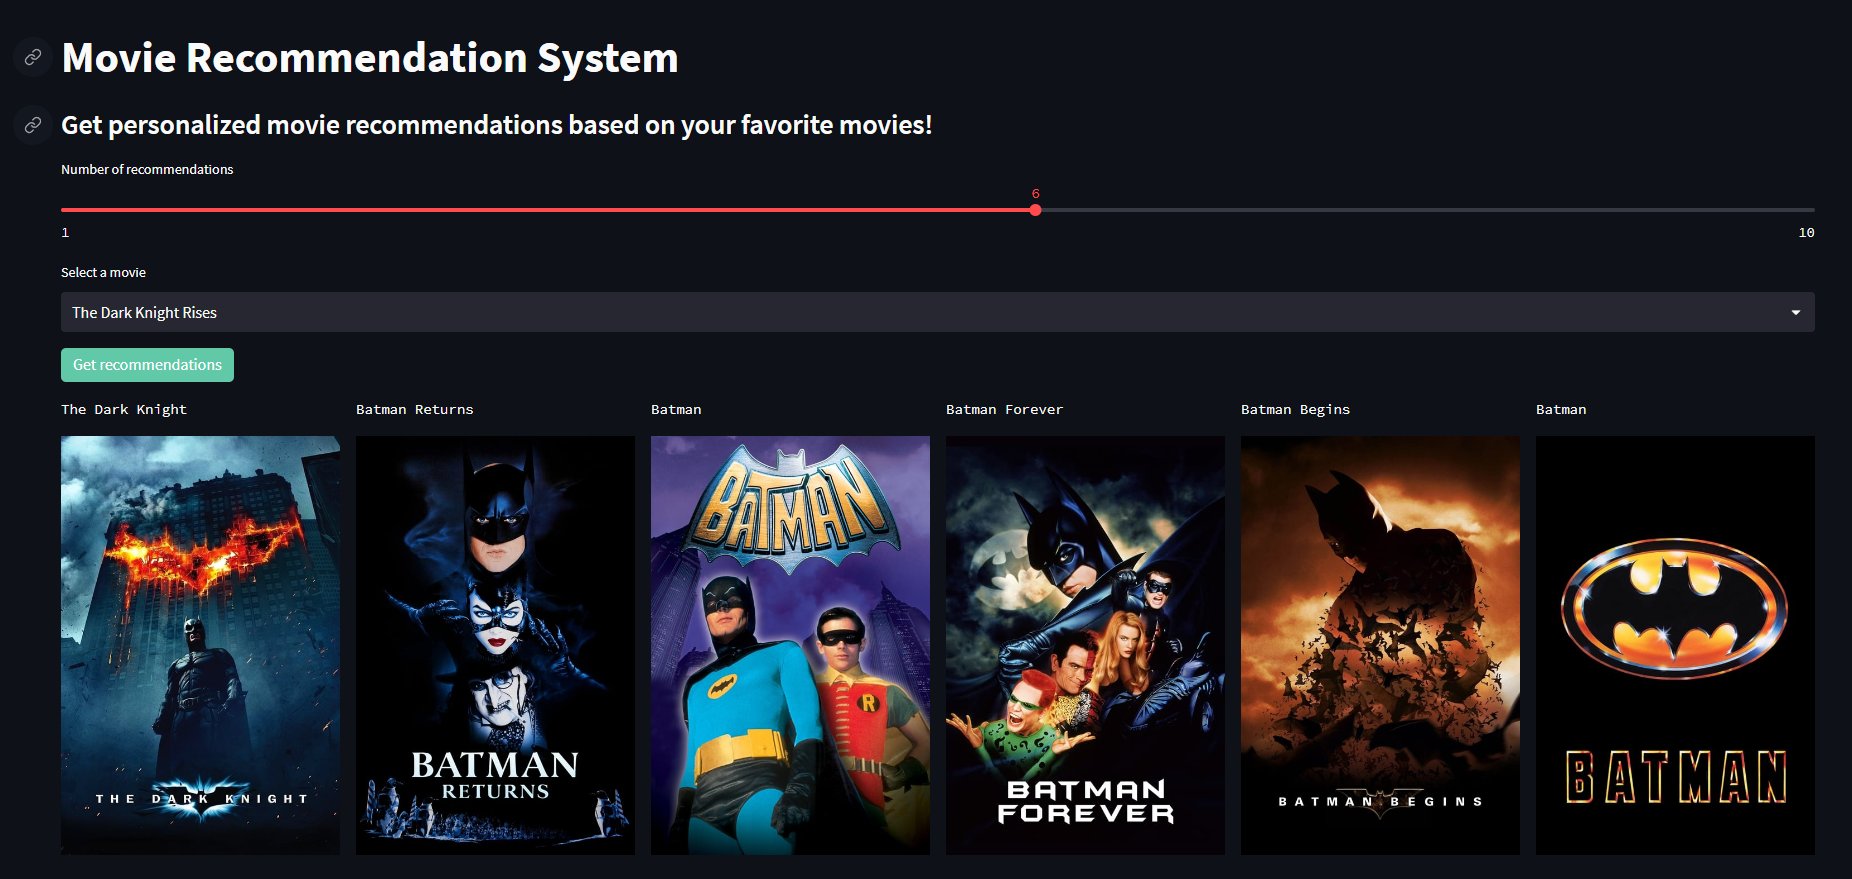 Movie Recommendation System
Get personalized movie recommendations based on your favorite movies!
Number of recommendations
6
1 10
Select a movie
The Dark Knight Rises
Get recommendations
The Dark Knight
Batman Returns
Batman
Batman Forever
Batman Begins
Batman
THE DARK KNIGHT
BATMAN
RETURNS
BATMAN
R
BATMAN
FOREVER
BATMAN BEGINS
BATMAN